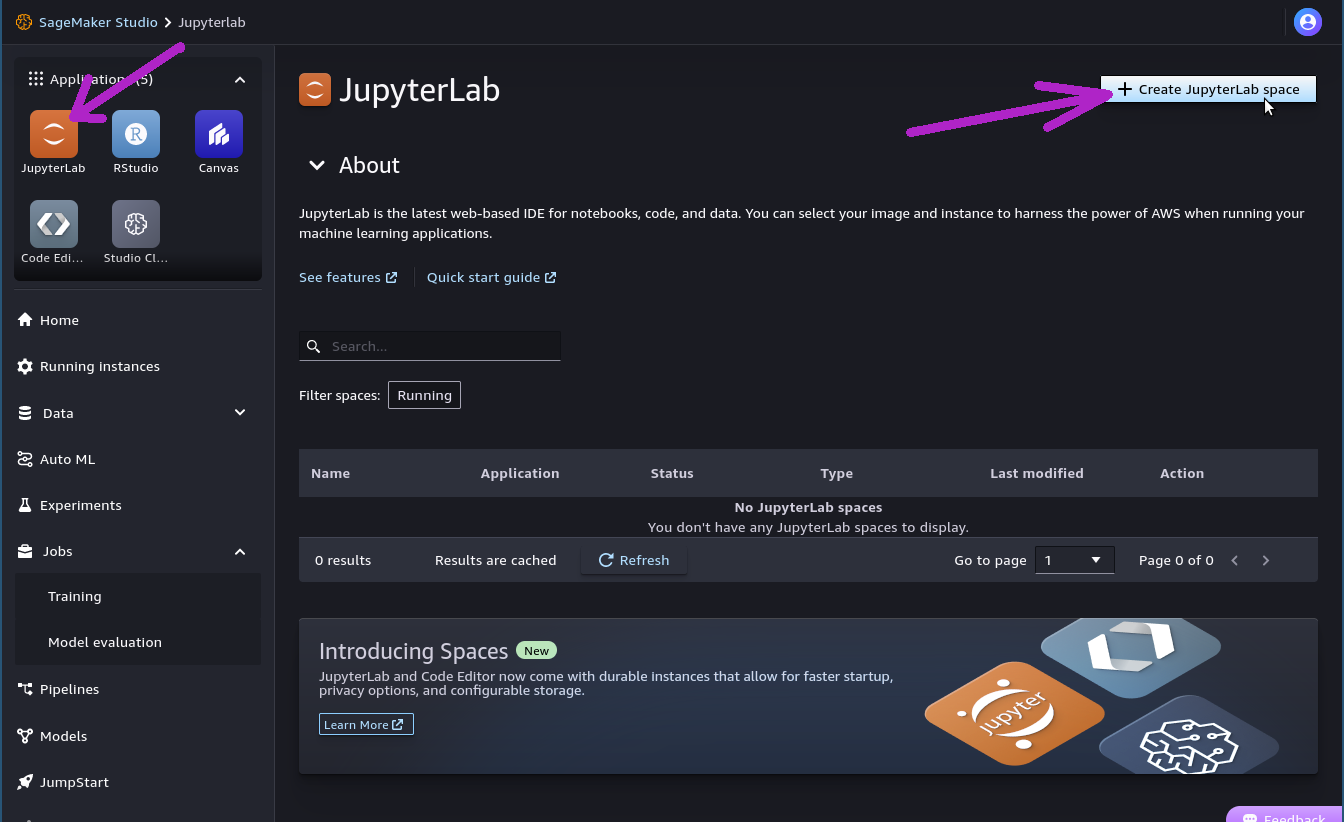 SageMaker Studio > Jupyterlab
Applications (5)
JupyterLab
RStudio
Canvas
Code Edi...
Studio Cl...
Home
Running instances
Data
Auto ML
Experiments
Jobs
Training
Model evaluation
Pipelines
Models
JumpStart
JupyterLab
+ Create JupyterLab space
About
JupyterLab is the latest web-based IDE for notebooks, code, and data. You can select your image and instance to harness the power of AWS when running your
machine learning applications.
See features
Quick start guide
Search...
Filter spaces: Running
Name Application Status Type Last modified Action
No JupyterLab spaces
You don't have any JupyterLab spaces to display.
0 results Results are cached Refresh Go to page 1 Page 0 of 0
Introducing Spaces New
JupyterLab and Code Editor now come with durable instances that allow for faster startup,
privacy options, and configurable storage.
Learn More
jupyter
Feedback